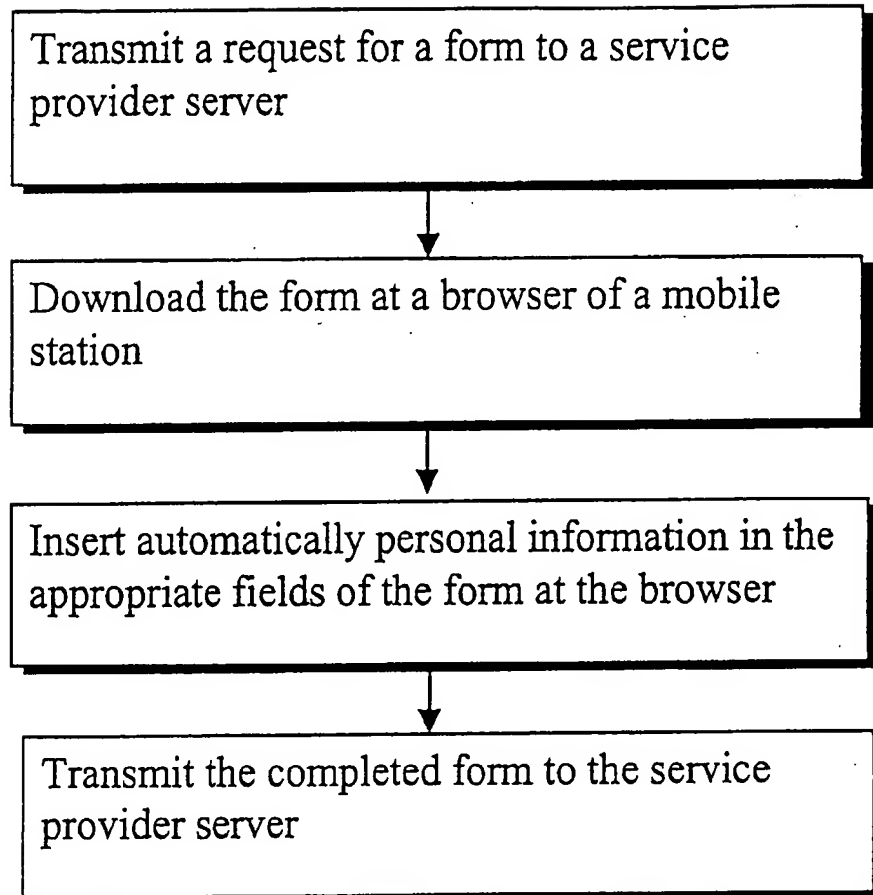 Transmit a request for a form to a service
provider server
Download the form at a browser of a mobile
station
Insert automatically personal information in the
appropriate fields of the form at the browser
Transmit the completed form to the service
provider server